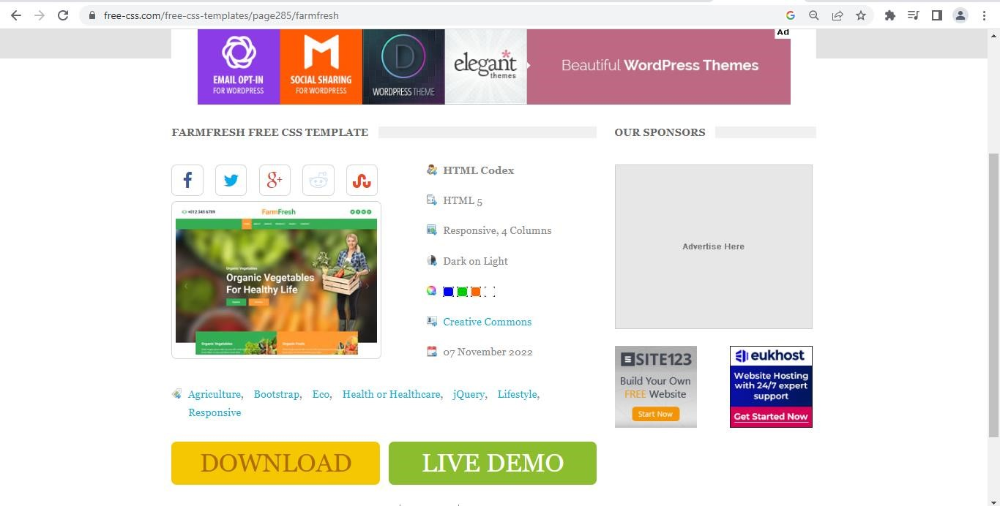 free-css.com/free-css-templates/page285/farmfresh
Ad
EMAIL OPT-IN
FOR WORDPRESS
M
SOCIAL SHARING
FOR WORDPRESS
D
WORDPRESS THEME
elegant
themes
Beautiful WordPress Themes
FARMFRESH FREE CSS TEMPLATE
OUR SPONSORS
+012 345 6789
FarmFresh
Organic Vegetables
Organic Vegetables
For Healthy Life
Organic Vegetables
Organic Fruits
HTML Codex
HTML 5
Responsive, 4 Columns
Dark on Light
Creative Commons
07 November 2022
Advertise Here
SITE123
Build Your Own
FREE Website
Start Now
eukhost
Website Hosting
with 24/7 expert
support
Get Started Now
Agriculture, Bootstrap, Eco, Health or Healthcare, jQuery, Lifestyle,
Responsive
DOWNLOAD
LIVE DEMO